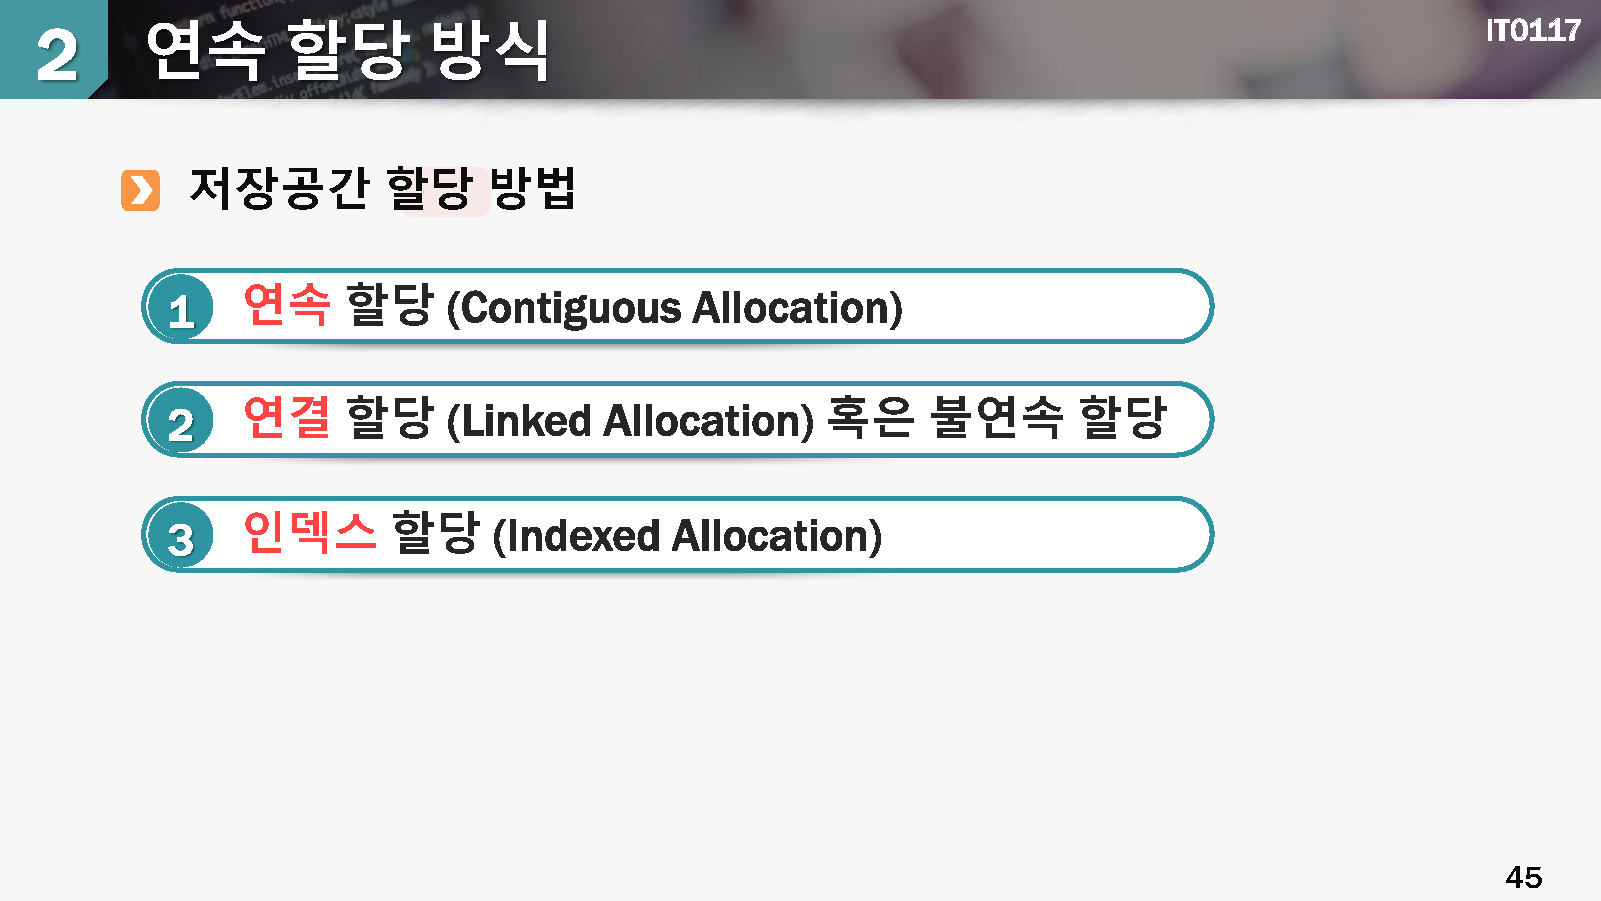 2
연속 할당 방식
IT0117
저장공간 할당 방법
1 연속 할당 (Contiguous Allocation)
2 연결 할당 (Linked Allocation) 혹은 불연속 할당
3 인덱스 할당 (Indexed Allocation)
45